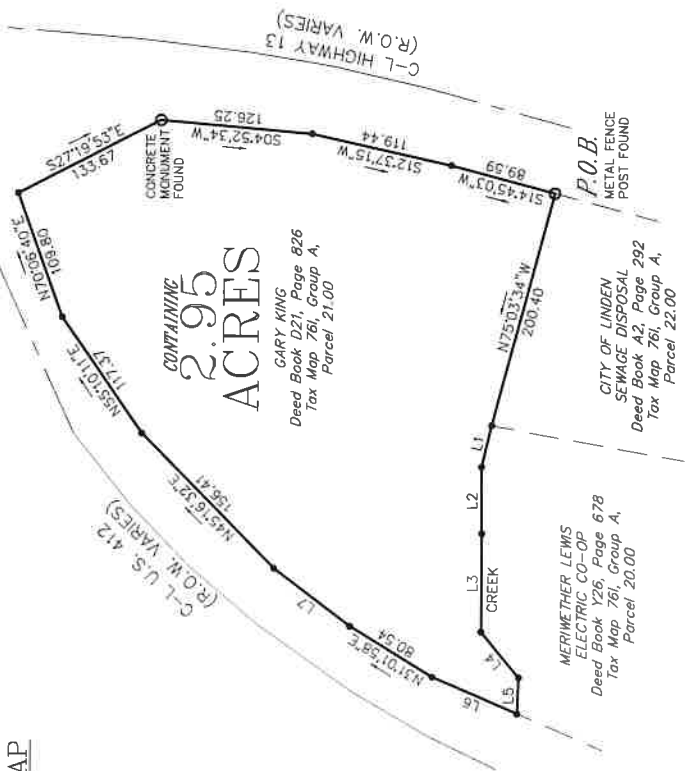 C-L HIGHWAY 13
(R.O.W. VARIES)
S27°19'53"E
133.67
CONCRETE
MONUMENT
FOUND
126.25
S04°52'34"W
119.44
S12°37'15"W
89.59
S14°45'03"W
P.O.B.
METAL FENCE
POST FOUND
N70°06'40"E
109.80
N55°10'11"E
117.37
N45°16'32"E
156.41
C-L U.S. 412
(R.O.W. VARIES)
CONTAINING
2.95
ACRES
GARY KING
Deed Book D21, Page 826
Tax Map 76I, Group A,
Parcel 21.00
N75°03'34"W
200.40
CITY OF LINDEN
SEWAGE DISPOSAL
Deed Book A2, Page 292
Tax Map 76I, Group A,
Parcel 22.00
L1
L2
L3
CREEK
L4
L5
L6
N31°01'58"E
80.54
L7
MERIWETHER LEWIS
ELECTRIC CO-OP
Deed Book Y26, Page 678
Tax Map 76I, Group A,
Parcel 20.00
AP